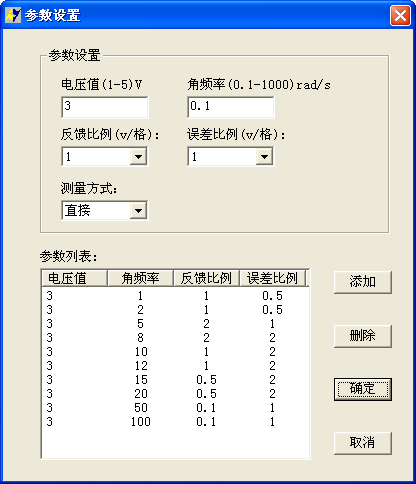 参数设置
参数设置
电压值(1-5)V 角频率(0.1-1000)rad/s
3 0.1
反馈比例(v/格): 误差比例(v/格):
1 1
测量方式:
直接
参数列表:
电压值 角频率 反馈比例 误差比例
3 1 1 0.5
3 2 1 0.5
3 5 2 1
3 8 2 2
3 10 1 2
3 12 1 2
3 15 0.5 2
3 20 0.5 2
3 50 0.1 1
3 100 0.1 1
添加
删除
确定
取消